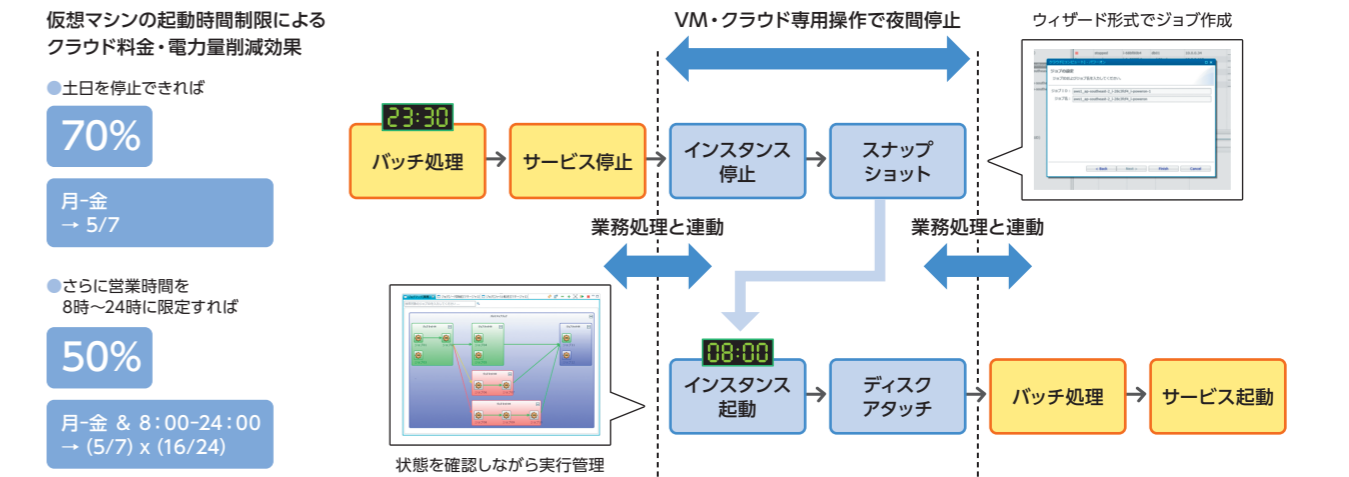 仮想マシンの起動時間制限による
クラウド料金・電力量削減効果
●土日を停止できれば
70%
月-金
→ 5/7
●さらに営業時間を
8時～24時に限定すれば
50%
月-金 & 8:00-24:00
→ (5/7) x (16/24)
VM・クラウド専用操作で夜間停止
ウィザード形式でジョブ作成
23:30
バッチ処理
サービス停止
インスタンス
停止
スナップ
ショット
< Back
Next >
Finish
Cancel
業務処理と連動
業務処理と連動
08:00
インスタンス
起動
ディスク
アタッチ
バッチ処理
サービス起動
状態を確認しながら実行管理